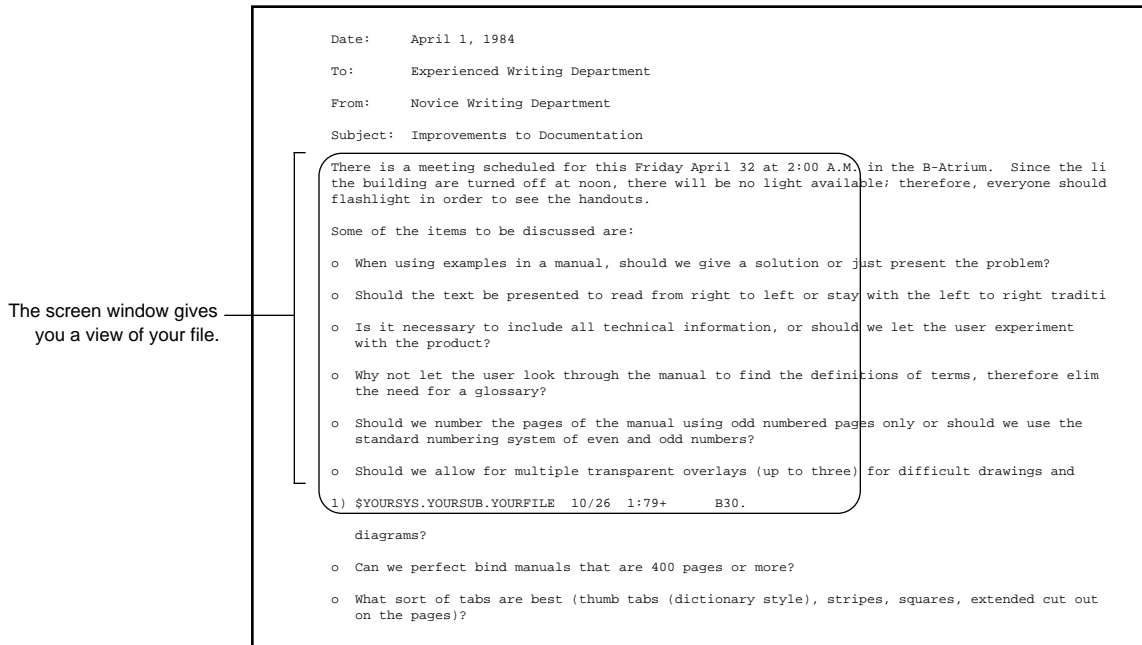 Date:     April 1, 1984
To:       Experienced Writing Department
From:     Novice Writing Department
Subject:  Improvements to Documentation
There is a meeting scheduled for this Friday April 32 at 2:00 A.M. in the B-Atrium.  Since the li
the building are turned off at noon, there will be no light available; therefore, everyone should
flashlight in order to see the handouts.
Some of the items to be discussed are:
o  When using examples in a manual, should we give a solution or just present the problem?
o  Should the text be presented to read from right to left or stay with the left to right traditi
The screen window gives
you a view of your file.
o  Is it necessary to include all technical information, or should we let the user experiment
with the product?
o  Why not let the user look through the manual to find the definitions of terms, therefore elim
the need for a glossary?
o  Should we number the pages of the manual using odd numbered pages only or should we use the
standard numbering system of even and odd numbers?
o  Should we allow for multiple transparent overlays (up to three) for difficult drawings and
1) $YOURSYS.YOURSUB.YOURFILE  10/26  1:79+      B30.
diagrams?
o  Can we perfect bind manuals that are 400 pages or more?
o  What sort of tabs are best (thumb tabs (dictionary style), stripes, squares, extended cut out
on the pages)?